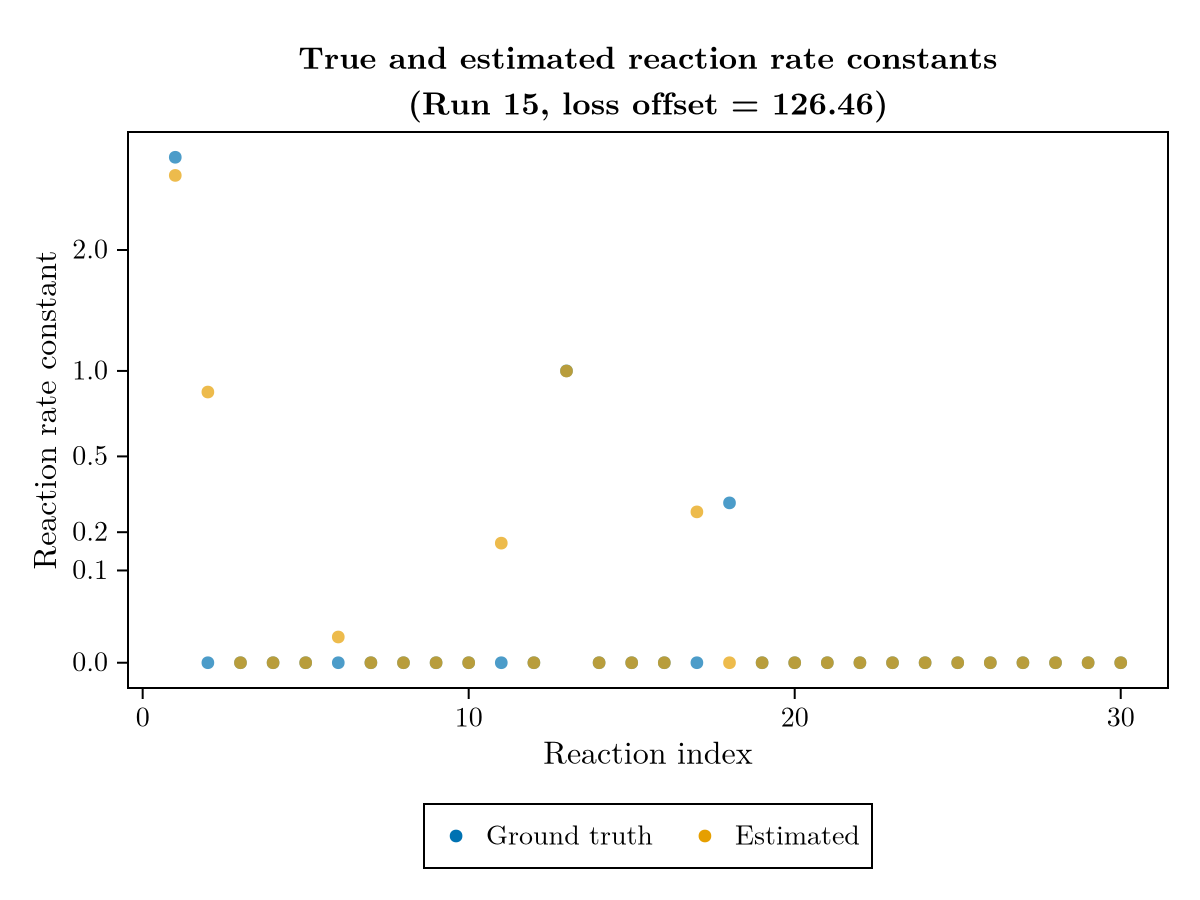 True and estimated reaction rate constants
(Run 15, loss offset = 126.46)
Reaction rate constant
2.0
1.0
0.5
0.2
0.1
0.0
0 10 20 30
Reaction index
Ground truth Estimated